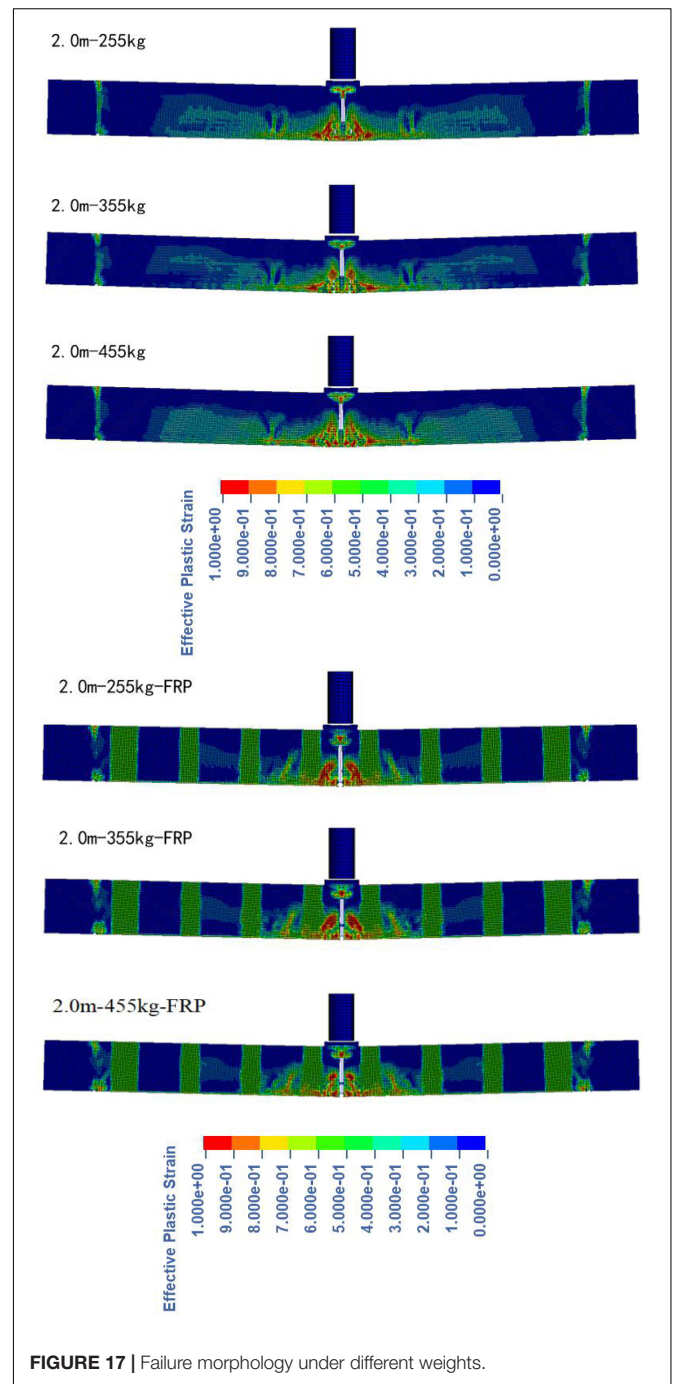 2.0m-255kg
2.0m-355kg
2.0m-455kg
Effective Plastic Strain
1.000e+00
9.000e-01
8.000e-01
7.000e-01
6.000e-01
5.000e-01
4.000e-01
3.000e-01
2.000e-01
1.000e-01
0.000e+00
2.0m-255kg-FRP
2.0m-355kg-FRP
2.0m-455kg-FRP
Effective Plastic Strain
1.000e+00
9.000e-01
8.000e-01
7.000e-01
6.000e-01
5.000e-01
4.000e-01
3.000e-01
2.000e-01
1.000e-01
0.000e+00
FIGURE 17 | Failure morphology under different weights.